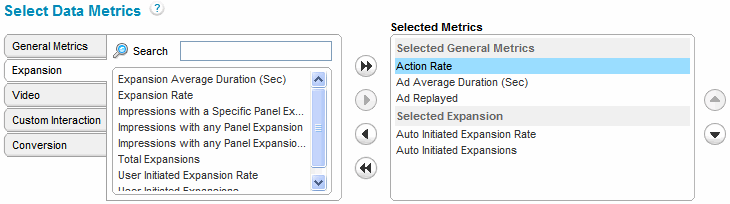 Select Data Metrics ?
General Metrics
Expansion
Video
Custom Interaction
Conversion
Search
Expansion Average Duration (Sec)
Expansion Rate
Impressions with a Specific Panel Ex...
Impressions with any Panel Expansion
Impressions with any Panel Expansio...
Total Expansions
User Initiated Expansion Rate
User Initiated Expansions
Selected Metrics
Selected General Metrics
Action Rate
Ad Average Duration (Sec)
Ad Replayed
Selected Expansion
Auto Initiated Expansion Rate
Auto Initiated Expansions